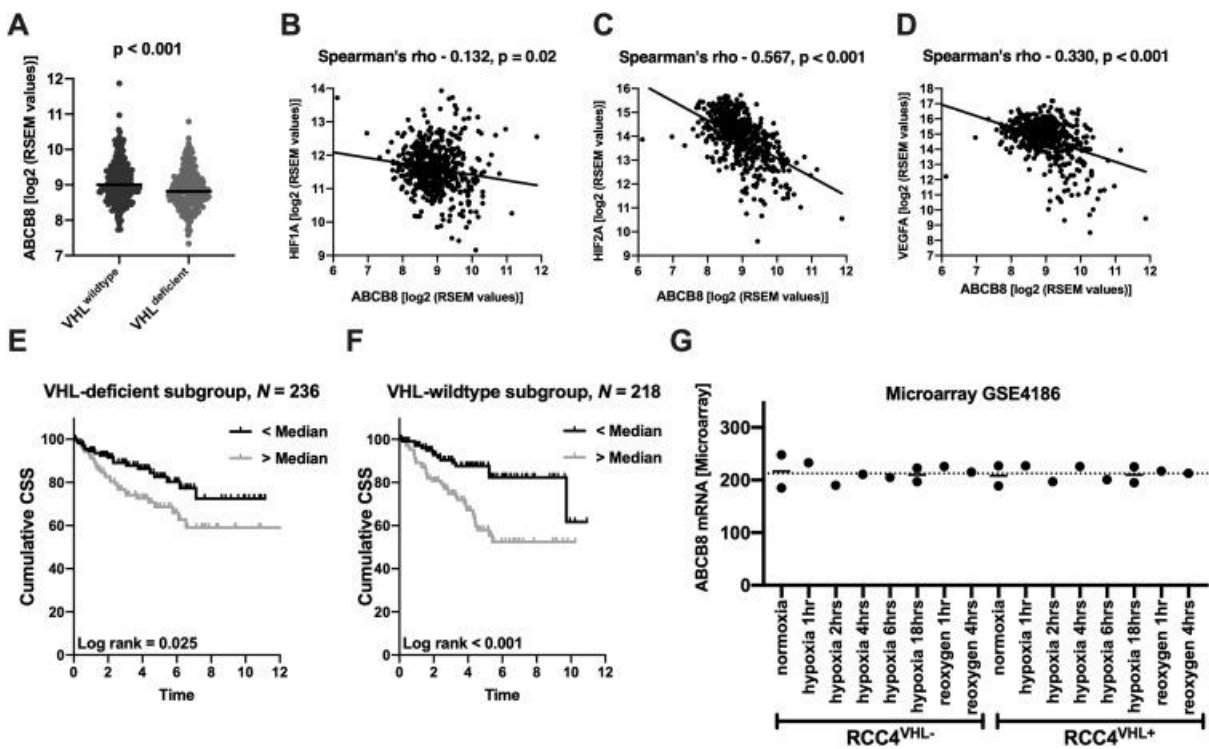 A
p < 0.001
ABCB8 [log2 (RSEM values)]
12
11
10
9
8
7
VHL wildtype
VHL deficient
B
Spearman's rho - 0.132, p = 0.02
HIF1A [log2 (RSEM values)]
15
14
13
12
11
10
9
6 7 8 9 10 11 12
ABCB8 [log2 (RSEM values)]
C
Spearman's rho - 0.567, p < 0.001
HIF2A [log2 (RSEM values)]
16
15
14
13
12
11
10
9
6 7 8 9 10 11 12
ABCB8 [log2 (RSEM values)]
D
Spearman's rho - 0.330, p < 0.001
VEGFA [log2 (RSEM values)]
18
17
16
15
14
13
12
11
10
9
8
7
6 7 8 9 10 11 12
ABCB8 [log2 (RSEM values)]
E
VHL-deficient subgroup, N = 236
< Median
> Median
Cumulative CSS
100
80
60
40
20
0
Log rank = 0.025
0 2 4 6 8 10 12
Time
F
VHL-wildtype subgroup, N = 218
< Median
> Median
Cumulative CSS
100
80
60
40
20
0
Log rank < 0.001
0 2 4 6 8 10 12
Time
G
Microarray GSE4186
ABCB8 mRNA [Microarray]
300
200
100
0
normoxia
hypoxia 1hr
hypoxia 2hrs
hypoxia 4hrs
hypoxia 6hrs
hypoxia 18hrs
reoxygen 1hr
reoxygen 4hrs
normoxia
hypoxia 1hr
hypoxia 2hrs
hypoxia 4hrs
hypoxia 6hrs
hypoxia 18hrs
reoxygen 1hr
reoxygen 4hrs
RCC4VHL-
RCC4VHL+